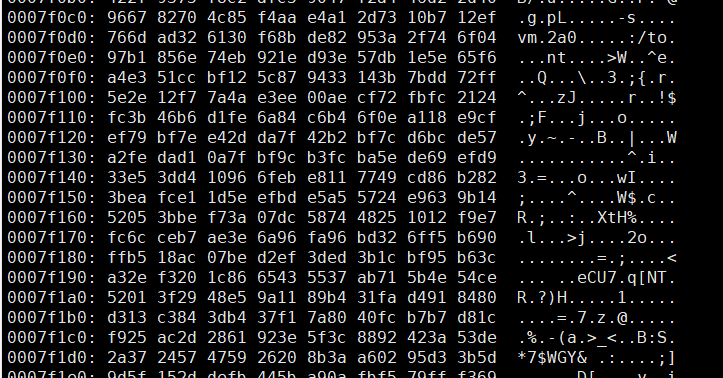 0007f0c0: 9667 8270 4c85 f4aa e4a1 2d73 10b7 12ef  .g.pL.....-s....
0007f0d0: 766d ad32 6130 f68b de82 953a 2f74 6f04  vm.2a0.....:/to.
0007f0e0: 97b1 856e 74eb 921e d93e 57db 1e5e 65f6  ...nt....>W..^e.
0007f0f0: a4e3 51cc bf12 5c87 9433 143b 7bdd 72ff  ..Q...\..3.;{.r.
0007f100: 5e2e 12f7 7a4a e3ee 00ae cf72 fbfc 2124  ^...zJ.....r..!$
0007f110: fc3b 46b6 d1fe 6a84 c6b4 6f0e a118 e9cf  .;F...j...o.....
0007f120: ef79 bf7e e42d da7f 42b2 bf7c d6bc de57  .y.~.-..B..|...W
0007f130: a2fe dad1 0a7f bf9c b3fc ba5e de69 efd9  ...........^.i..
0007f140: 33e5 3dd4 1096 6feb e811 7749 cd86 b282  3.=...o...wI....
0007f150: 3bea fce1 1d5e efbd e5a5 5724 e963 9b14  ;....^....W$.c..
0007f160: 5205 3bbe f73a 07dc 5874 4825 1012 f9e7  R.;..:..XtH%....
0007f170: fc6c ceb7 ae3e 6a96 fa96 bd32 6ff5 b690  .l...>j....2o...
0007f180: ffb5 18ac 07be d2ef 3ded 3b1c bf95 b63c  ........=.;....<
0007f190: a32e f320 1c86 6543 5537 ab71 5b4e 54ce  ... ..eCU7.q[NT.
0007f1a0: 5201 3f29 48e5 9a11 89b4 31fa d491 8480  R.?)H.....1.....
0007f1b0: d313 c384 3db4 37f1 7a80 40fc b7b7 d81c  ....=.7.z.@.....
0007f1c0: f925 ac2d 2861 923e 5f3c 8892 423a 53de  .%.-(a.>_<..B:S.
0007f1d0: 2a37 2457 4759 2620 8b3a a602 95d3 3b5d  *7$WGY& .:....;]